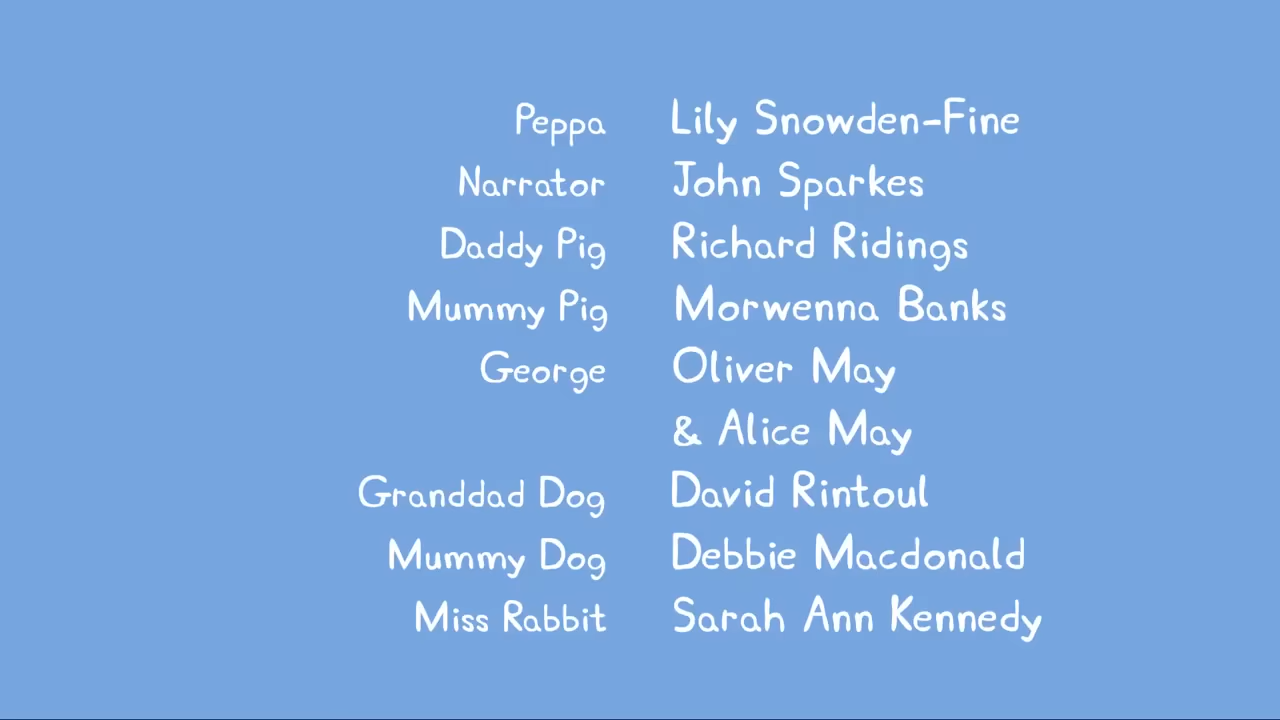 Peppa Lily Snowden-Fine
Narrator John Sparkes
Daddy Pig Richard Ridings
Mummy Pig Morwenna Banks
George Oliver May
& Alice May
Granddad Dog David Rintoul
Mummy Dog Debbie Macdonald
Miss Rabbit Sarah Ann Kennedy